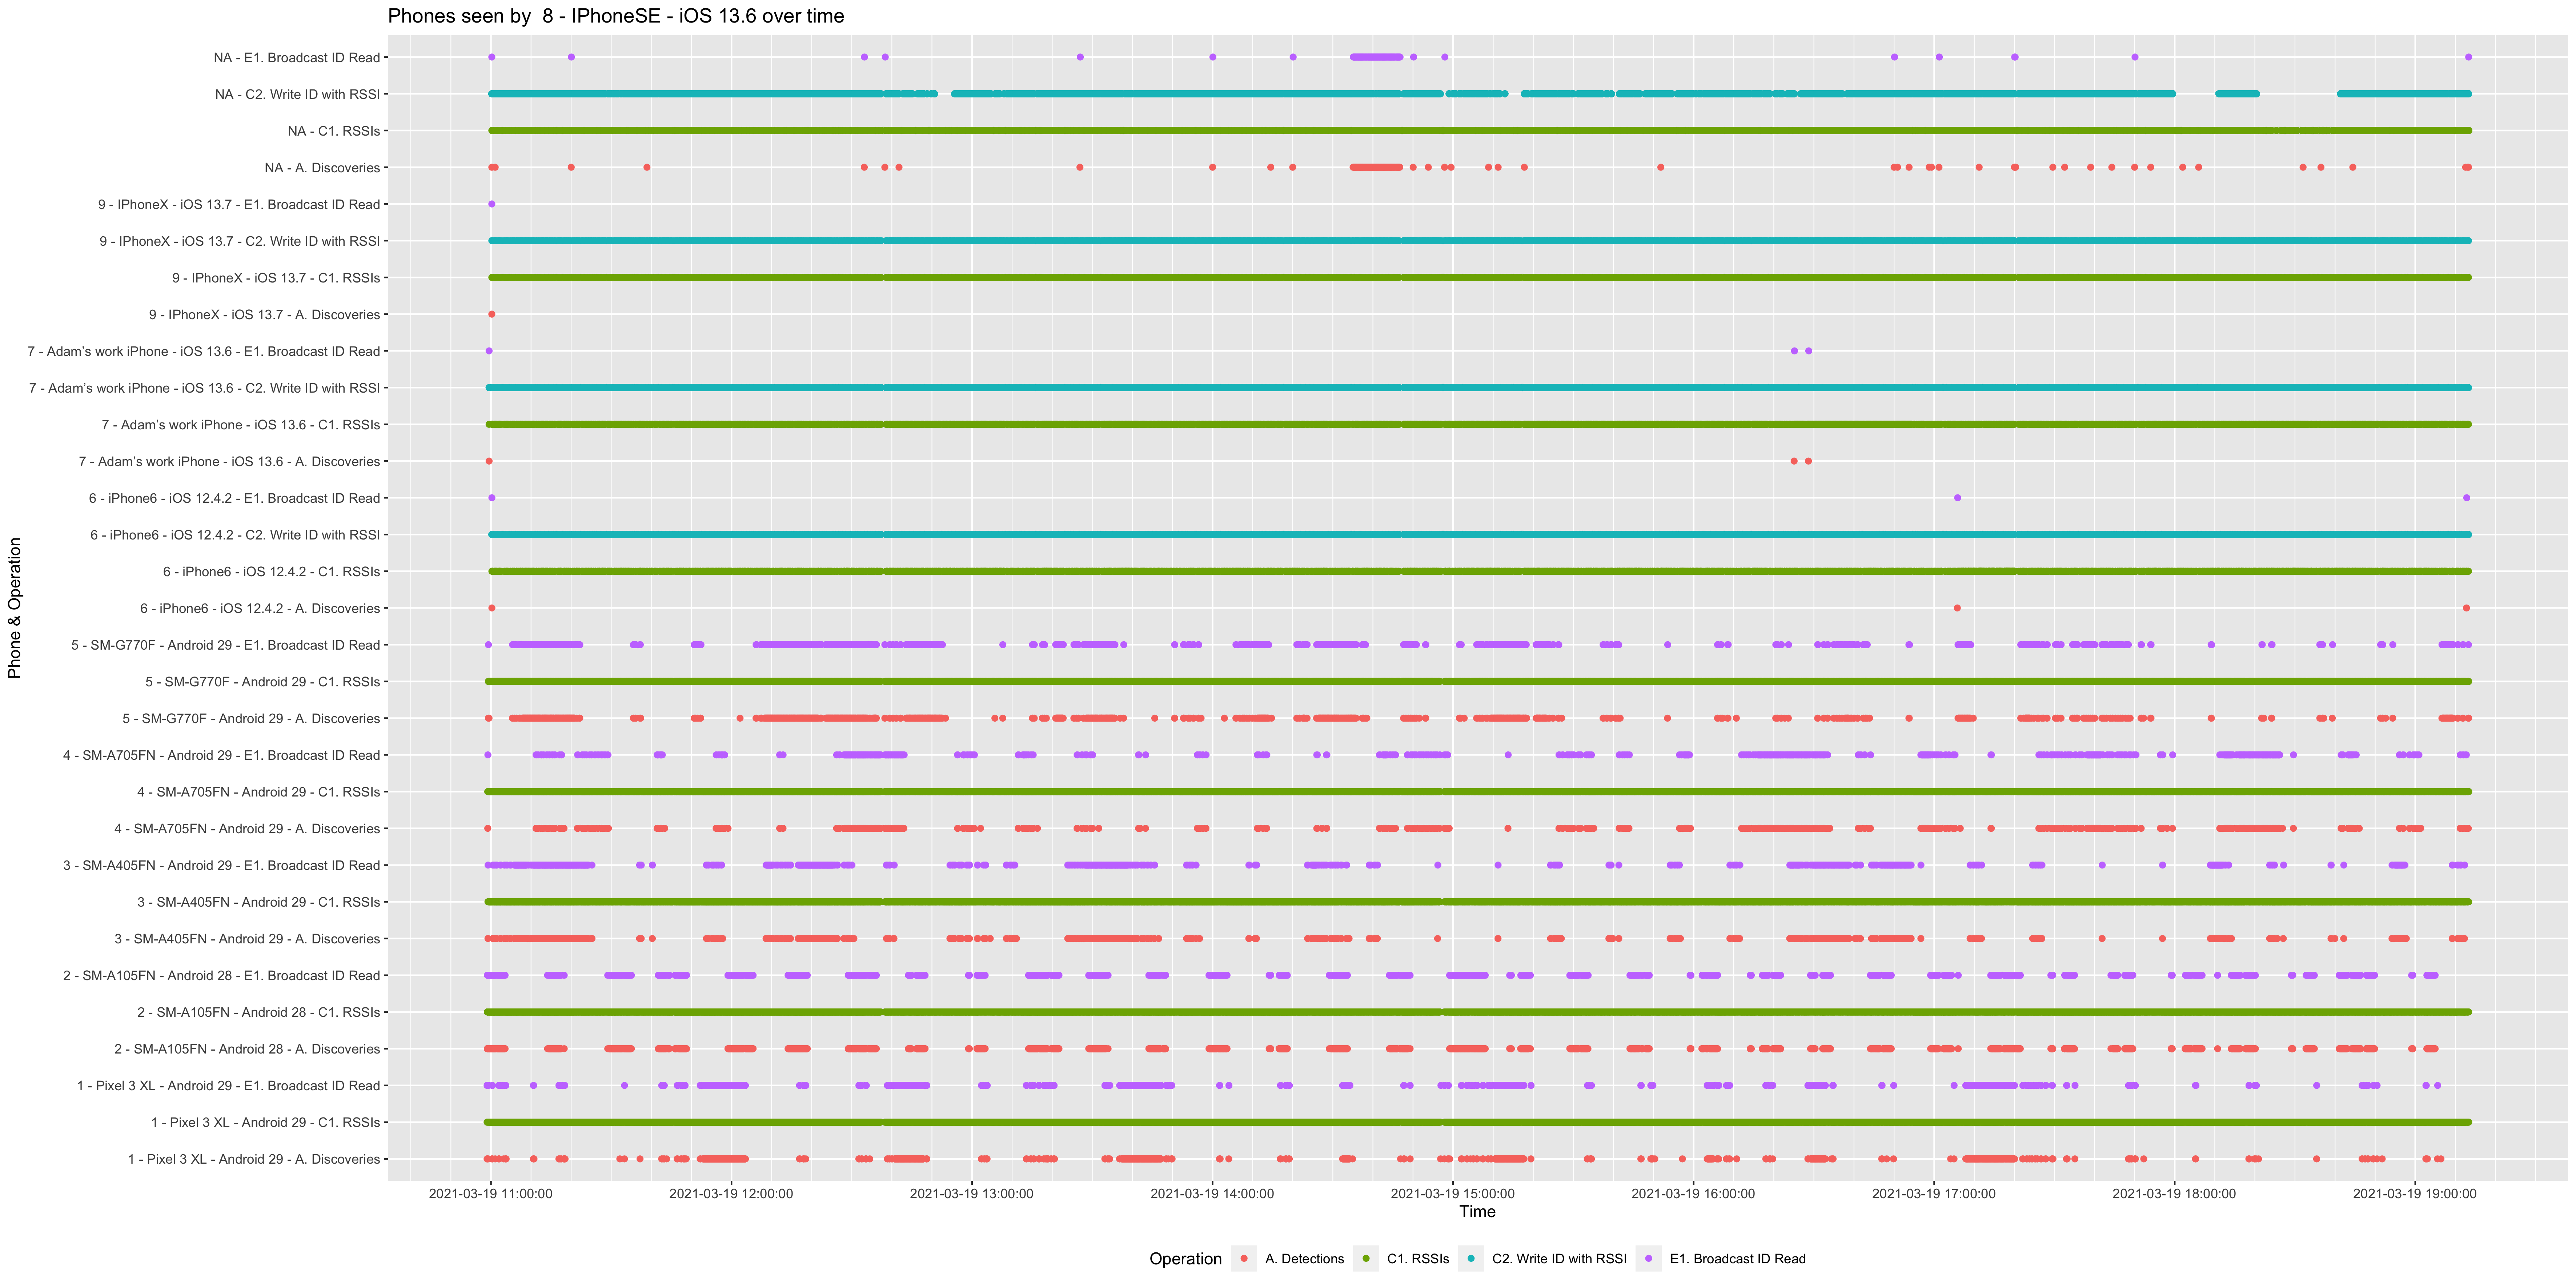 Phones seen by  8 - IPhoneSE - iOS 13.6 over time
Phone & Operation
NA - E1. Broadcast ID Read
NA - C2. Write ID with RSSI
NA - C1. RSSIs
NA - A. Discoveries
9 - IPhoneX - iOS 13.7 - E1. Broadcast ID Read
9 - IPhoneX - iOS 13.7 - C2. Write ID with RSSI
9 - IPhoneX - iOS 13.7 - C1. RSSIs
9 - IPhoneX - iOS 13.7 - A. Discoveries
7 - Adam’s work iPhone - iOS 13.6 - E1. Broadcast ID Read
7 - Adam’s work iPhone - iOS 13.6 - C2. Write ID with RSSI
7 - Adam’s work iPhone - iOS 13.6 - C1. RSSIs
7 - Adam’s work iPhone - iOS 13.6 - A. Discoveries
6 - iPhone6 - iOS 12.4.2 - E1. Broadcast ID Read
6 - iPhone6 - iOS 12.4.2 - C2. Write ID with RSSI
6 - iPhone6 - iOS 12.4.2 - C1. RSSIs
6 - iPhone6 - iOS 12.4.2 - A. Discoveries
5 - SM-G770F - Android 29 - E1. Broadcast ID Read
5 - SM-G770F - Android 29 - C1. RSSIs
5 - SM-G770F - Android 29 - A. Discoveries
4 - SM-A705FN - Android 29 - E1. Broadcast ID Read
4 - SM-A705FN - Android 29 - C1. RSSIs
4 - SM-A705FN - Android 29 - A. Discoveries
3 - SM-A405FN - Android 29 - E1. Broadcast ID Read
3 - SM-A405FN - Android 29 - C1. RSSIs
3 - SM-A405FN - Android 29 - A. Discoveries
2 - SM-A105FN - Android 28 - E1. Broadcast ID Read
2 - SM-A105FN - Android 28 - C1. RSSIs
2 - SM-A105FN - Android 28 - A. Discoveries
1 - Pixel 3 XL - Android 29 - E1. Broadcast ID Read
1 - Pixel 3 XL - Android 29 - C1. RSSIs
1 - Pixel 3 XL - Android 29 - A. Discoveries
2021-03-19 11:00:00 2021-03-19 12:00:00 2021-03-19 13:00:00 2021-03-19 14:00:00 2021-03-19 15:00:00 2021-03-19 16:00:00 2021-03-19 17:00:00 2021-03-19 18:00:00 2021-03-19 19:00:00
Time
Operation A. Detections C1. RSSIs C2. Write ID with RSSI E1. Broadcast ID Read